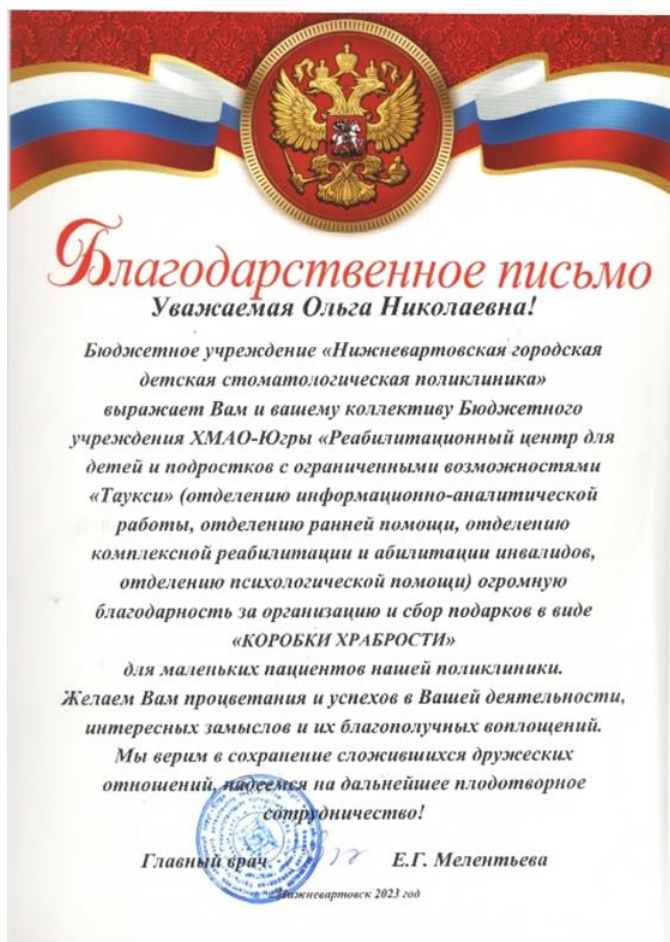 Благодарственное письмо
Уважаемая Ольга Николаевна!
Бюджетное учреждение «Нижневартовская городская
детская стоматологическая поликлиника»
выражает Вам и вашему коллективу Бюджетного
учреждения ХМАО-Югры «Реабилитационный центр для
детей и подростков с ограниченными возможностями
«Таукси» (отделению информационно-аналитической
работы, отделению ранней помощи, отделению
комплексной реабилитации и абилитации инвалидов,
отделению психологической помощи) огромную
благодарность за организацию и сбор подарков в виде
«КОРОБКИ ХРАБРОСТИ»
для маленьких пациентов нашей поликлиники.
Желаем Вам процветания и успехов в Вашей деятельности,
интересных замыслов и их благополучных воплощений.
Мы верим в сохранение сложившихся дружеских
отношений, надеемся на дальнейшее плодотворное
сотрудничество!
Главный врач Е.Г. Мелентьева
Нижневартовск 2023 год